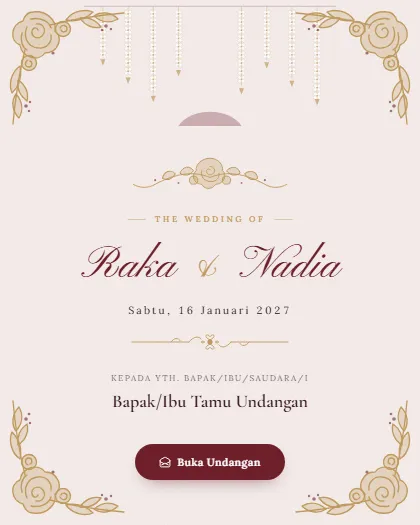 THE WEDDING OF
Raka & Nadia
Sabtu, 16 Januari 2027
KEPADA YTH. BAPAK/IBU/SAUDARA/I
Bapak/Ibu Tamu Undangan
Buka Undangan